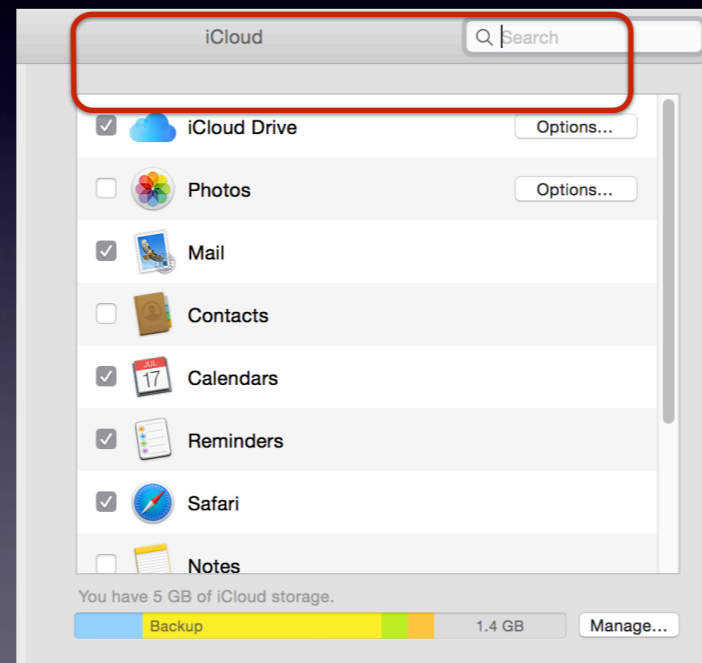 iCloud
Search
iCloud Drive
Options...
Photos
Options...
Mail
Contacts
JUL
17
Calendars
Reminders
Safari
Notes
You have 5 GB of iCloud storage.
Backup
1.4 GB
Manage...